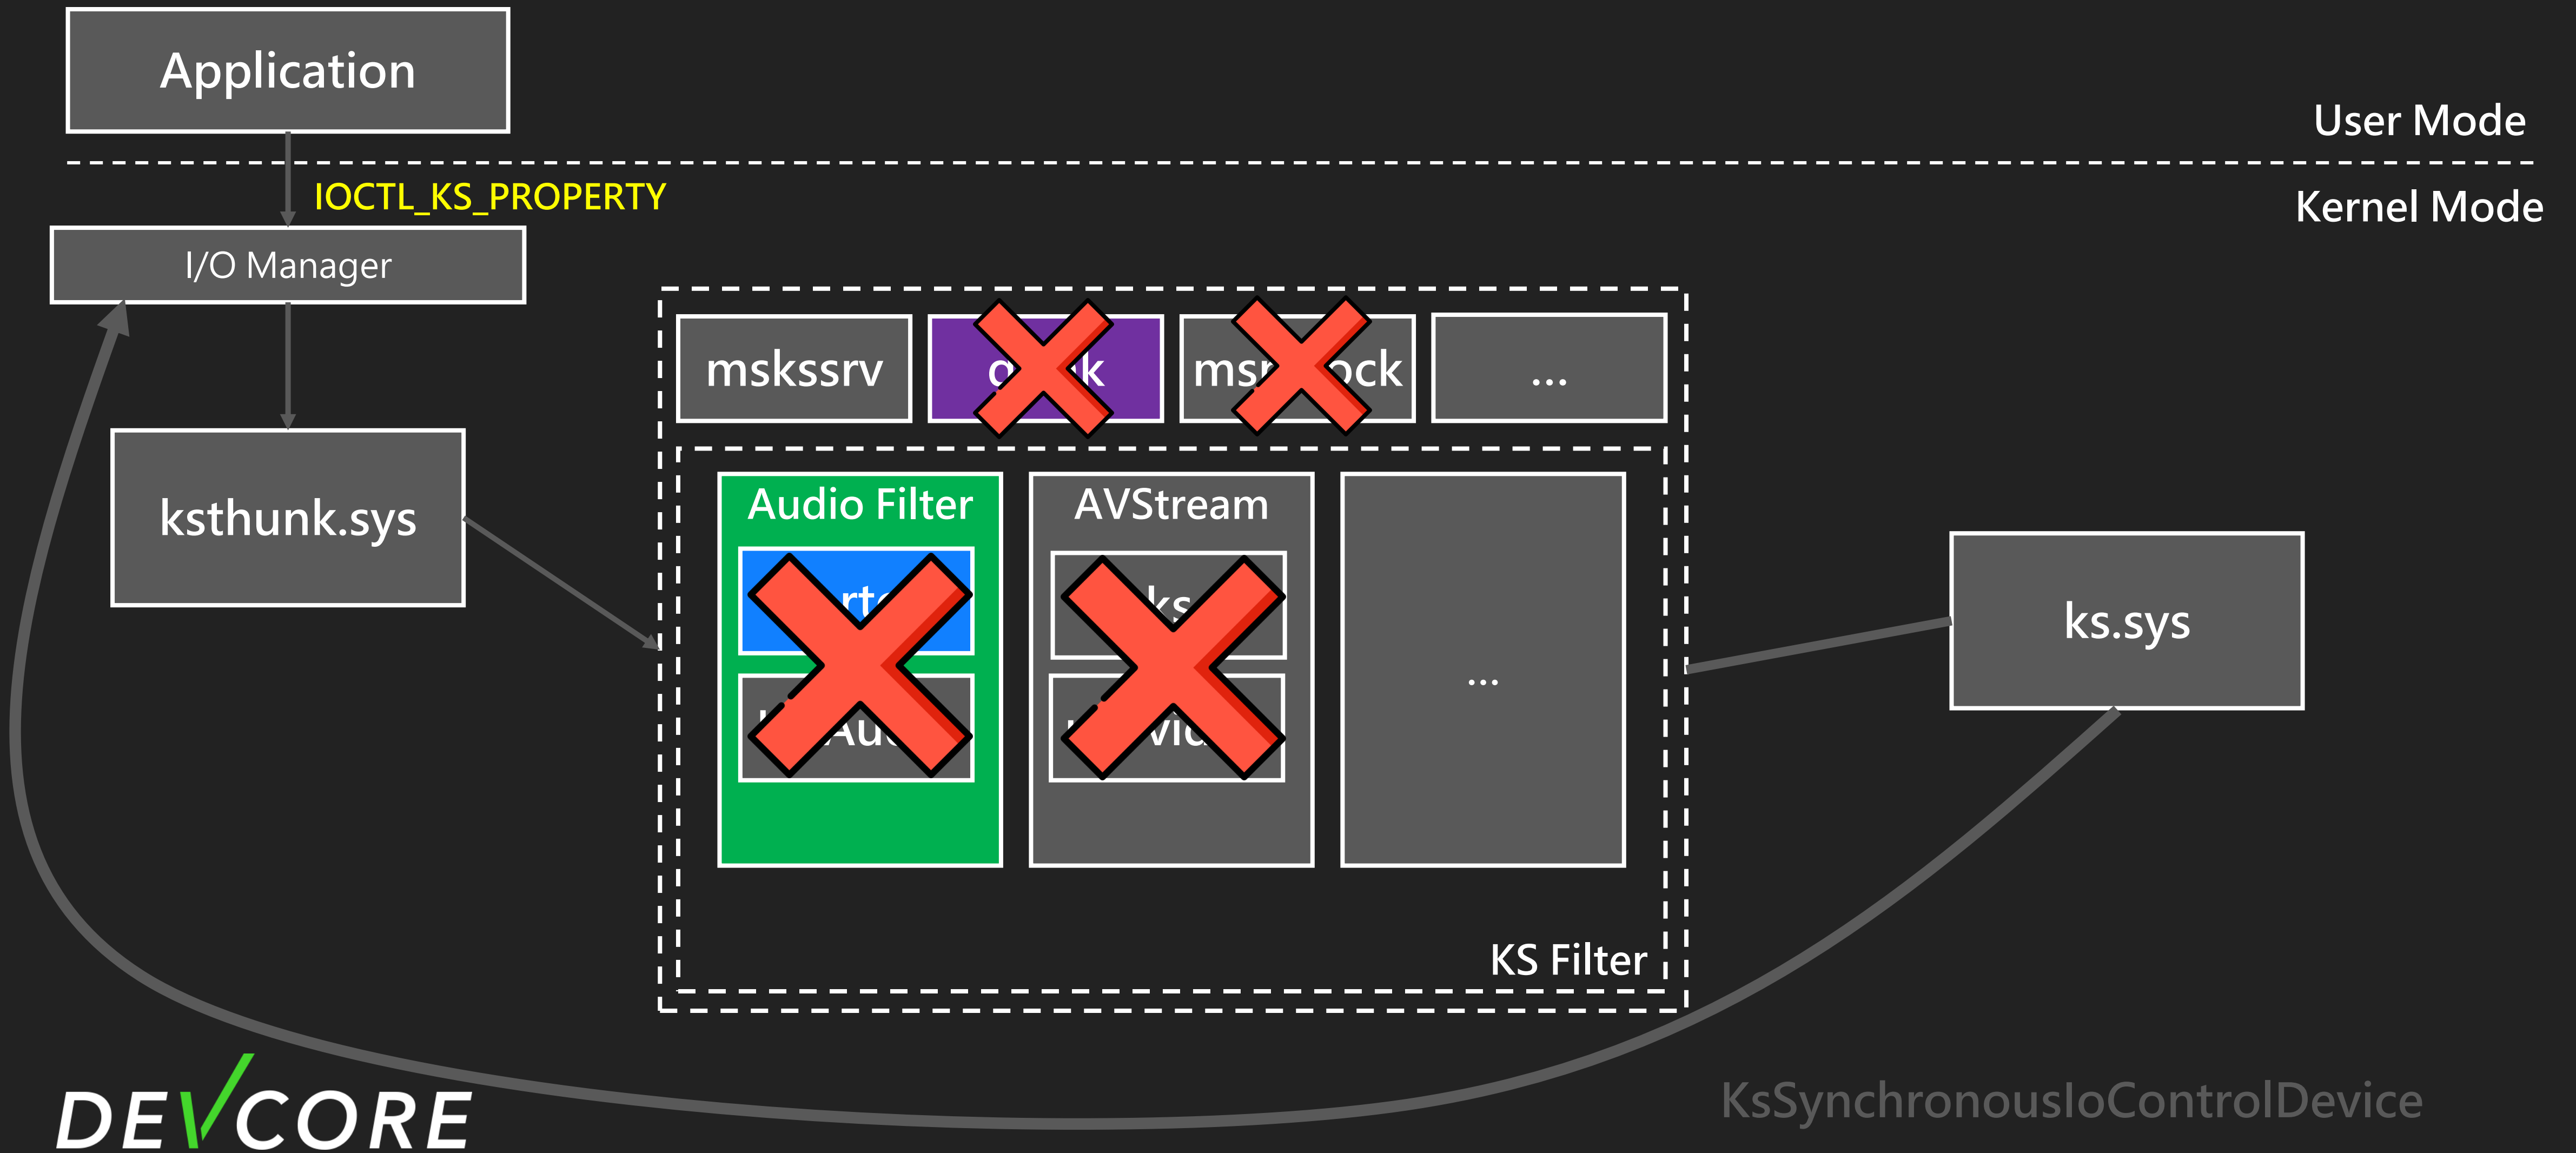 Application
User Mode
IOCTL_KS_PROPERTY
Kernel Mode
I/O Manager
mskssrv
...
ksthunk.sys
Audio Filter
AVStream
...
ks.sys
KS Filter
KsSynchronousIoControlDevice
DEVCORE